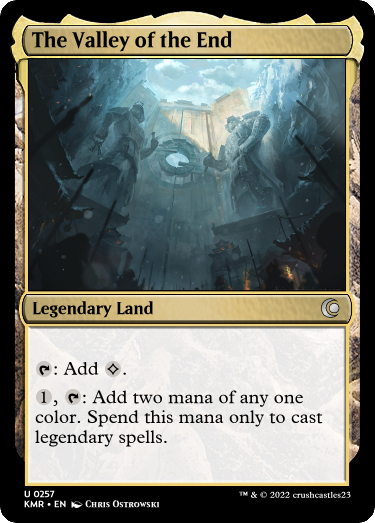 The Valley of the End
Legendary Land
: Add .
1, : Add two mana of any one
color. Spend this mana only to cast
legendary spells.
U 0257
KMR • EN Chris Ostrowski
™ & © 2022 crushcastles23